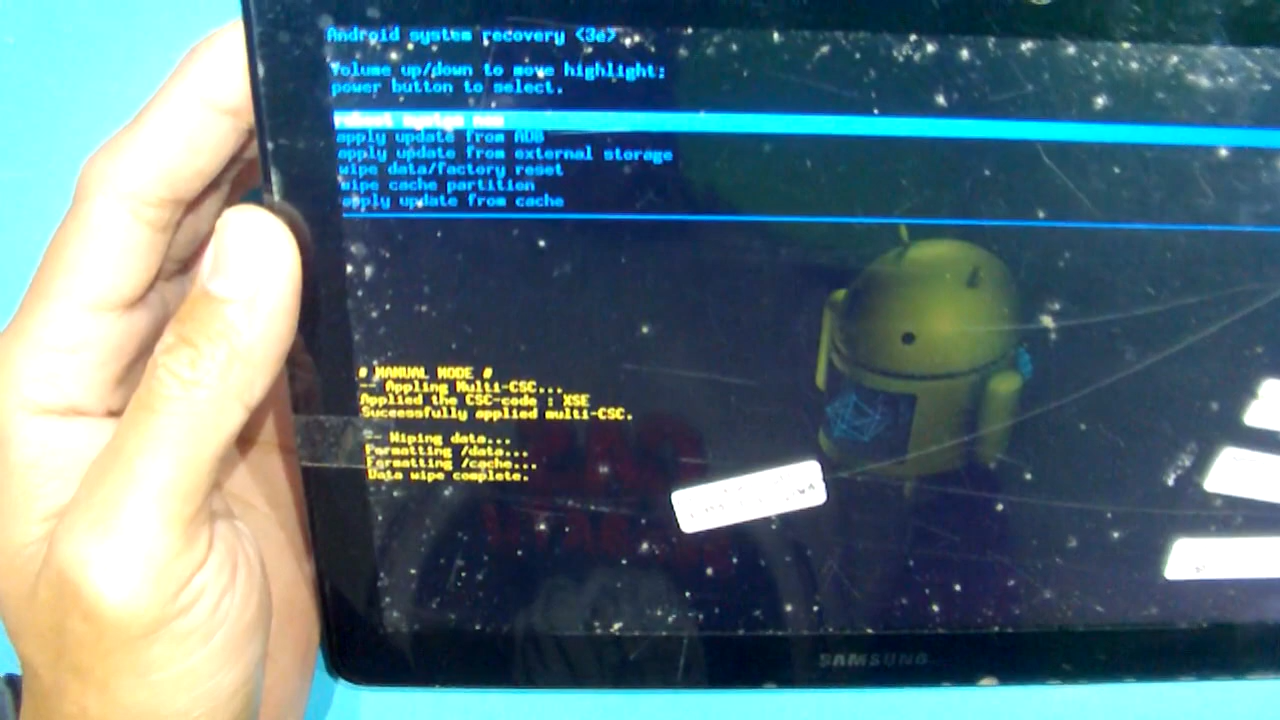 Android system recovery <3e>
Volume up/down to move highlight;
power button to select.
reboot system now
apply update from ADB
apply update from external storage
wipe data/factory reset
wipe cache partition
apply update from cache
# MANUAL MODE #
-- Appling Multi-CSC...
Applied the CSC-code : XSE
Successfully applied multi-CSC.
-- Wiping data...
Formatting /data...
Formatting /cache...
Data wipe complete.
SAMSUNG